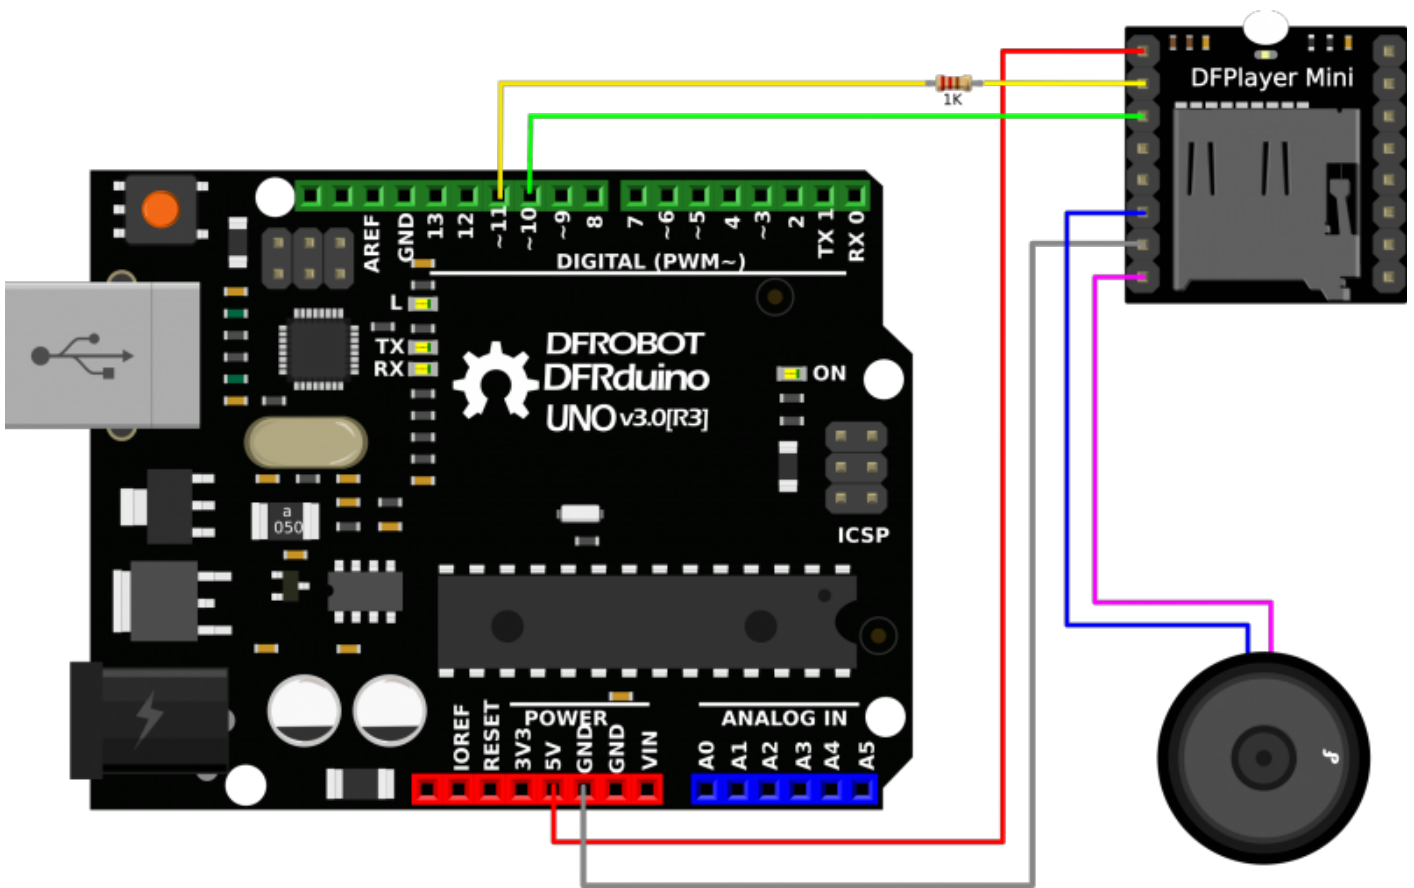 DFPlayer Mini
1K
AREF
GND
13
12
~11
~10
~9
8
7
~6
~5
4
~3
2
TX 1
RX 0
DIGITAL (PWM~)
L
TX
RX
DFROBOT
DFRduino
UNO v3.0[R3]
ON
ICSP
a
050
POWER
ANALOG IN
IOREF
RESET
3V3
5V
GND
GND
VIN
A0
A1
A2
A3
A4
A5